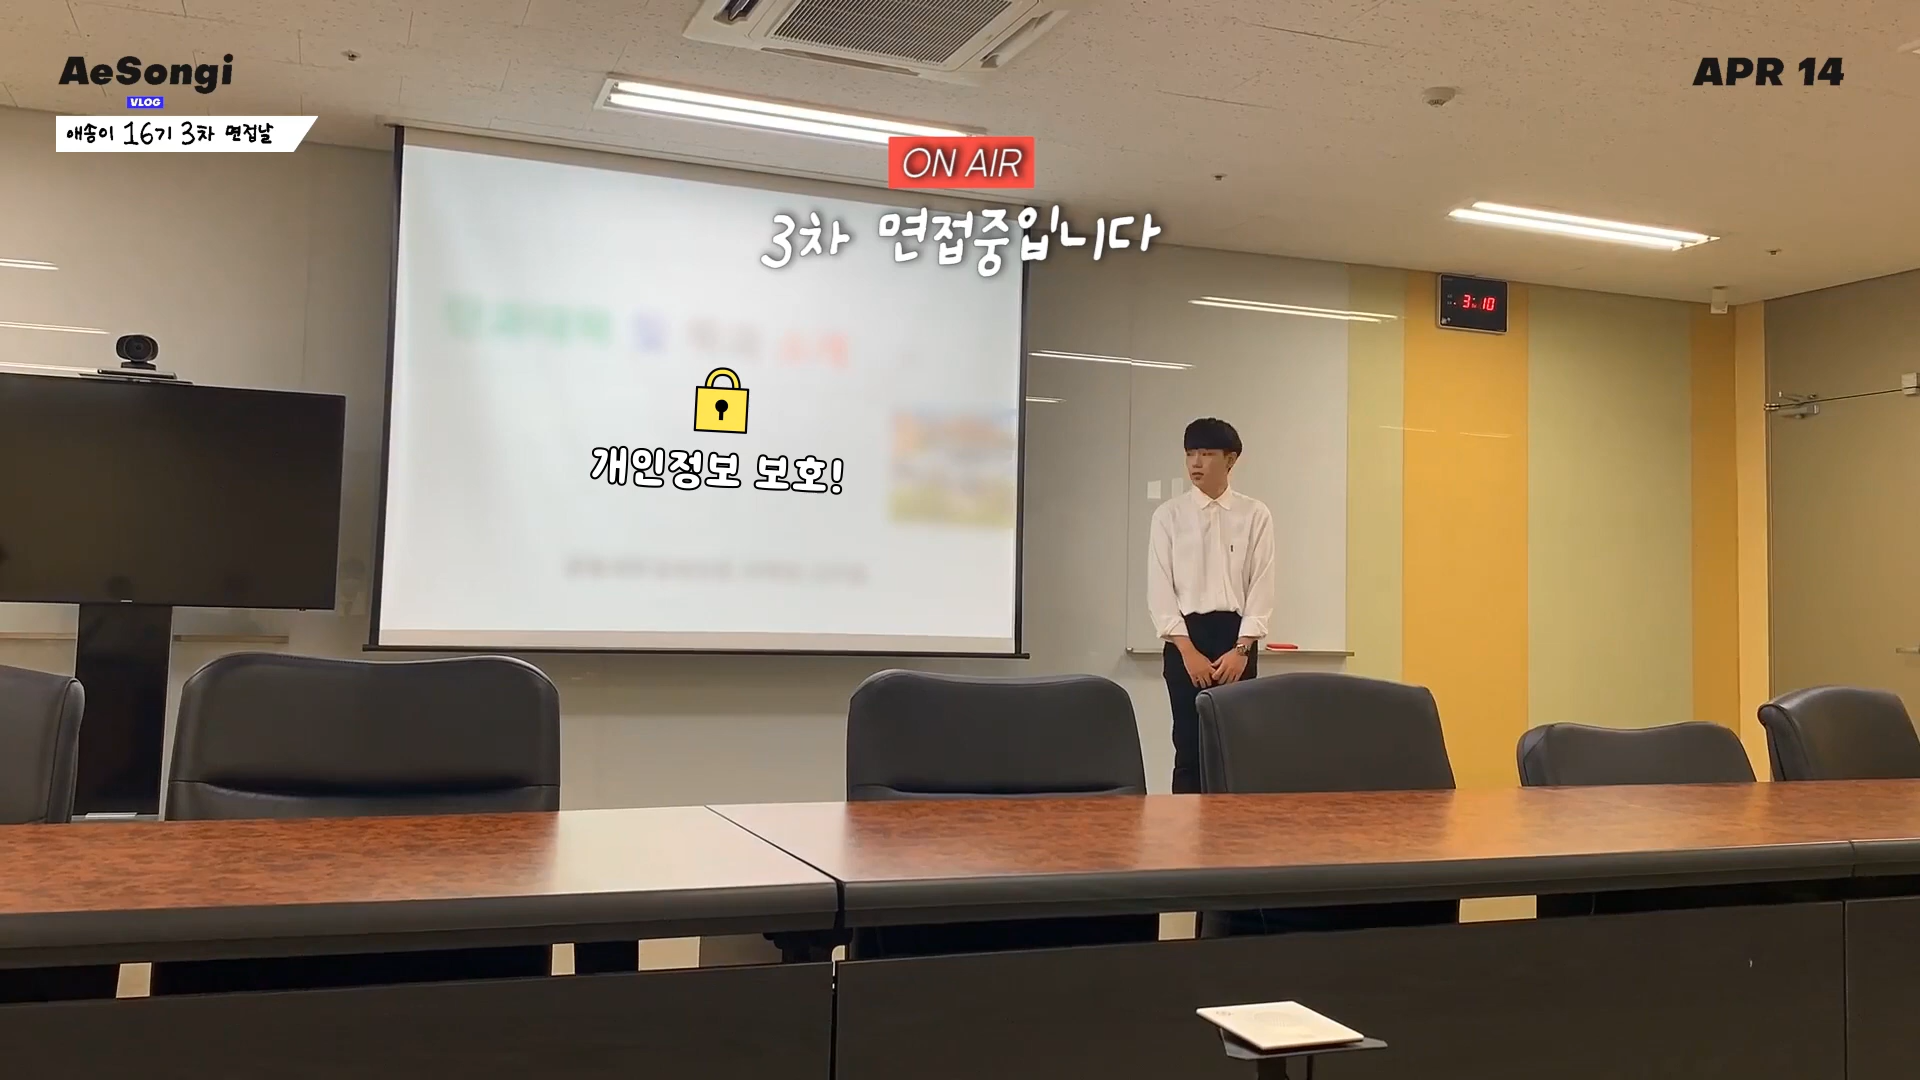 AeSongi
VLOG
애송이 16기 3차 면접날
APR 14
ON AIR
3차 면접중입니다
3:10
개인정보 보호!